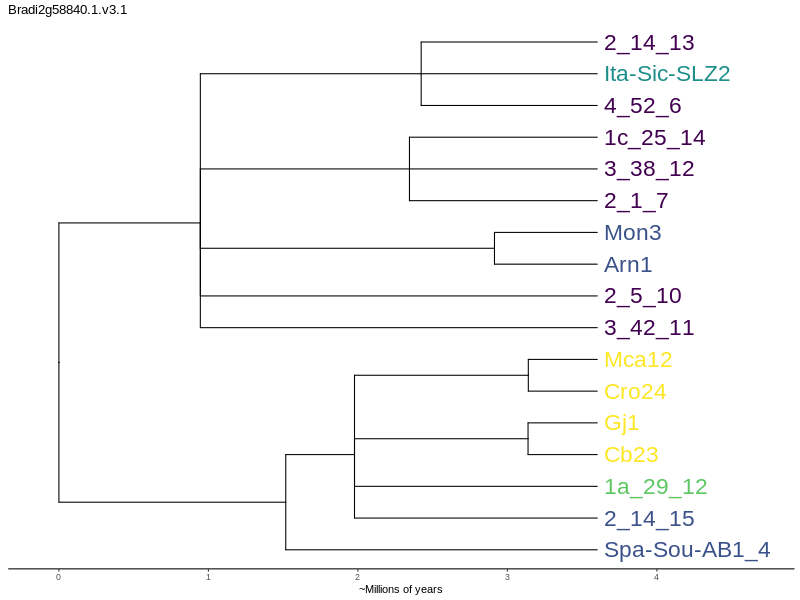 Bradi2g58840.1.v3.1
2_14_13
Ita-Sic-SLZ2
4_52_6
1c_25_14
3_38_12
2_1_7
Mon3
Arn1
2_5_10
3_42_11
Mca12
Cro24
Gj1
Cb23
1a_29_12
2_14_15
Spa-Sou-AB1_4
0 1 2 3 4
~Millions of years